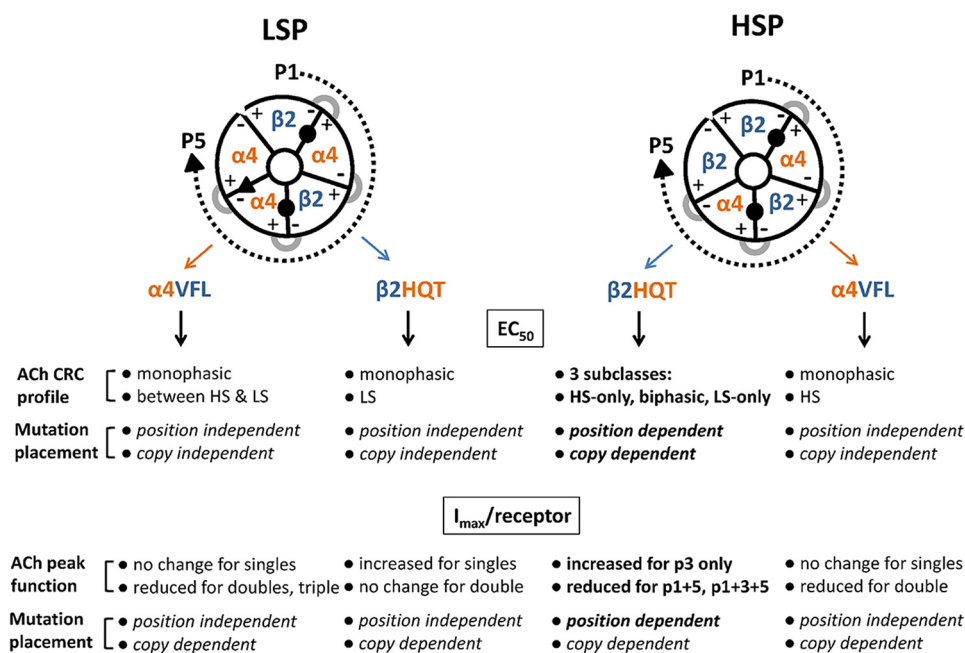 LSP HSP
P1 P1
β2 β2
P5 α4 α4 P5 β2 α4
α4 β2 α4 β2
+ - + - + - + - + -
+ - + - + - + - + -
α4VFL β2HQT β2HQT α4VFL
EC50
ACh CRC profile
• monophasic
• between HS & LS
• monophasic
• LS
• 3 subclasses:
• HS-only, biphasic, LS-only
• monophasic
• HS
Mutation placement
• position independent
• copy independent
• position independent
• copy independent
• position dependent
• copy dependent
• position independent
• copy independent
Imax/receptor
ACh peak function
• no change for singles
• reduced for doubles, triple
• increased for singles
• no change for double
• increased for p3 only
• reduced for p1+5, p1+3+5
• no change for singles
• reduced for double
Mutation placement
• position independent
• copy dependent
• position independent
• copy dependent
• position dependent
• copy dependent
• position independent
• copy dependent